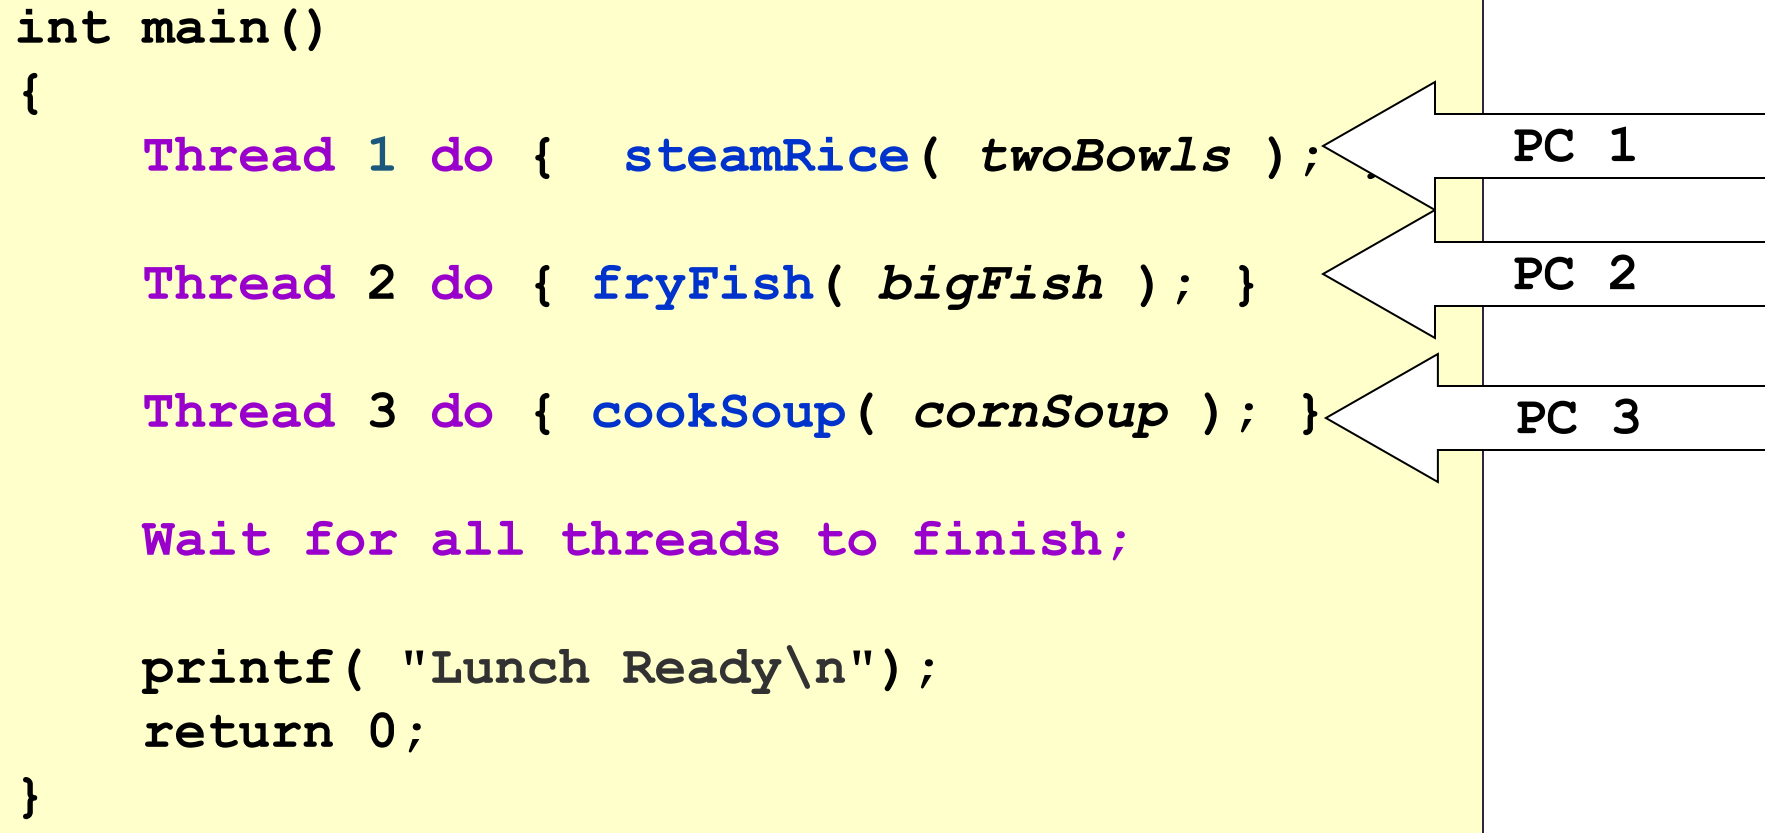 int main()
{
Thread 1 do {  steamRice( twoBowls );
PC 1
Thread 2 do { fryFish( bigFish ); }
PC 2
Thread 3 do { cookSoup( cornSoup ); }
PC 3
Wait for all threads to finish;
printf( "Lunch Ready\n");
return 0;
}